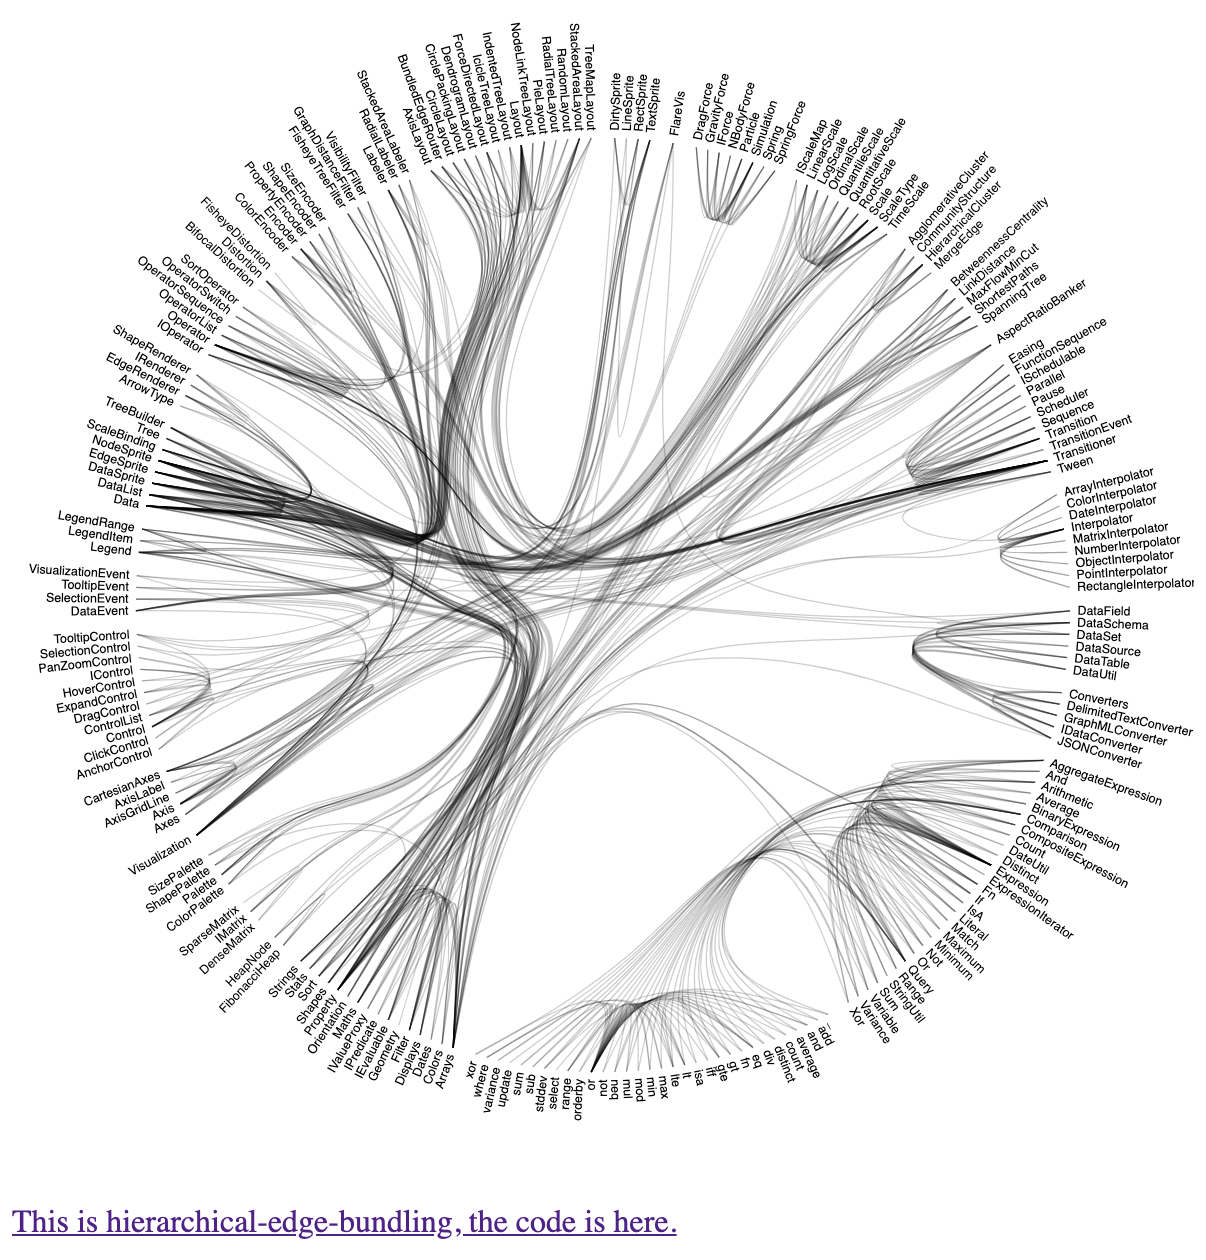 TreeMapLayout
StackedAreaLayout
RandomLayout
RadialTreeLayout
PieLayout
NodeLinkTreeLayout
Layout
IndentedTreeLayout
IcicleTreeLayout
ForceDirectedLayout
DendrogramLayout
CirclePackingLayout
CircleLayout
BundledEdgeRouter
AxisLayout
StackedAreaLabeler
RadialLabeler
Labeler
VisibilityFilter
GraphDistanceFilter
FisheyeTreeFilter
SizeEncoder
ShapeEncoder
PropertyEncoder
Encoder
ColorEncoder
FisheyeDistortion
Distortion
BifocalDistortion
SortOperator
OperatorSwitch
OperatorSequence
OperatorList
Operator
IOperator
ShapeRenderer
IRenderer
EdgeRenderer
ArrowType
TreeBuilder
Tree
ScaleBinding
NodeSprite
EdgeSprite
DataSprite
DataList
Data
LegendRange
LegendItem
Legend
VisualizationEvent
TooltipEvent
SelectionEvent
DataEvent
TooltipControl
SelectionControl
PanZoomControl
IControl
HoverControl
ExpandControl
DragControl
ControlList
Control
ClickControl
AnchorControl
CartesianAxes
AxisLabel
AxisGridLine
Axis
Axes
Visualization
SizePalette
ShapePalette
Palette
ColorPalette
SparseMatrix
IMatrix
DenseMatrix
HeapNode
FibonacciHeap
Strings
Stats
Sort
Shapes
Property
Orientation
Maths
IValueProxy
IPredicate
IEvaluable
Geometry
Filter
Displays
Dates
Colors
Arrays
xor
where
variance
update
sum
sub
stddev
select
range
orderby
or
not
mul
mod
min
max
lte
lt
isa
iff
gte
gt
fn
eq
div
distinct
count
average
and
add
_
Xor
Variance
Variable
Sum
StringUtil
Range
Query
Or
Not
Minimum
Maximum
Match
Literal
IsA
If
Fn
ExpressionIterator
Expression
Distinct
DateUtil
Count
CompositeExpression
Comparison
BinaryExpression
Average
Arithmetic
And
AggregateExpression
JSONConverter
IDataConverter
GraphMLConverter
DelimitedTextConverter
Converters
DataUtil
DataTable
DataSource
DataSet
DataSchema
DataField
RectangleInterpolator
PointInterpolator
ObjectInterpolator
NumberInterpolator
MatrixInterpolator
Interpolator
DateInterpolator
ColorInterpolator
ArrayInterpolator
Tween
Transitioner
TransitionEvent
Transition
Sequence
Scheduler
Pause
Parallel
ISchedulable
FunctionSequence
Easing
AspectRatioBanker
SpanningTree
ShortestPaths
MaxFlowMinCut
LinkDistance
BetweennessCentrality
MergeEdge
HierarchicalCluster
CommunityStructure
AgglomerativeCluster
TimeScale
ScaleType
Scale
RootScale
QuantitativeScale
QuantileScale
OrdinalScale
LogScale
LinearScale
IScaleMap
SpringForce
Spring
Simulation
Particle
NBodyForce
IForce
GravityForce
DragForce
FlareVis
TextSprite
RectSprite
LineSprite
DirtySprite
This is hierarchical-edge-bundling, the code is here.